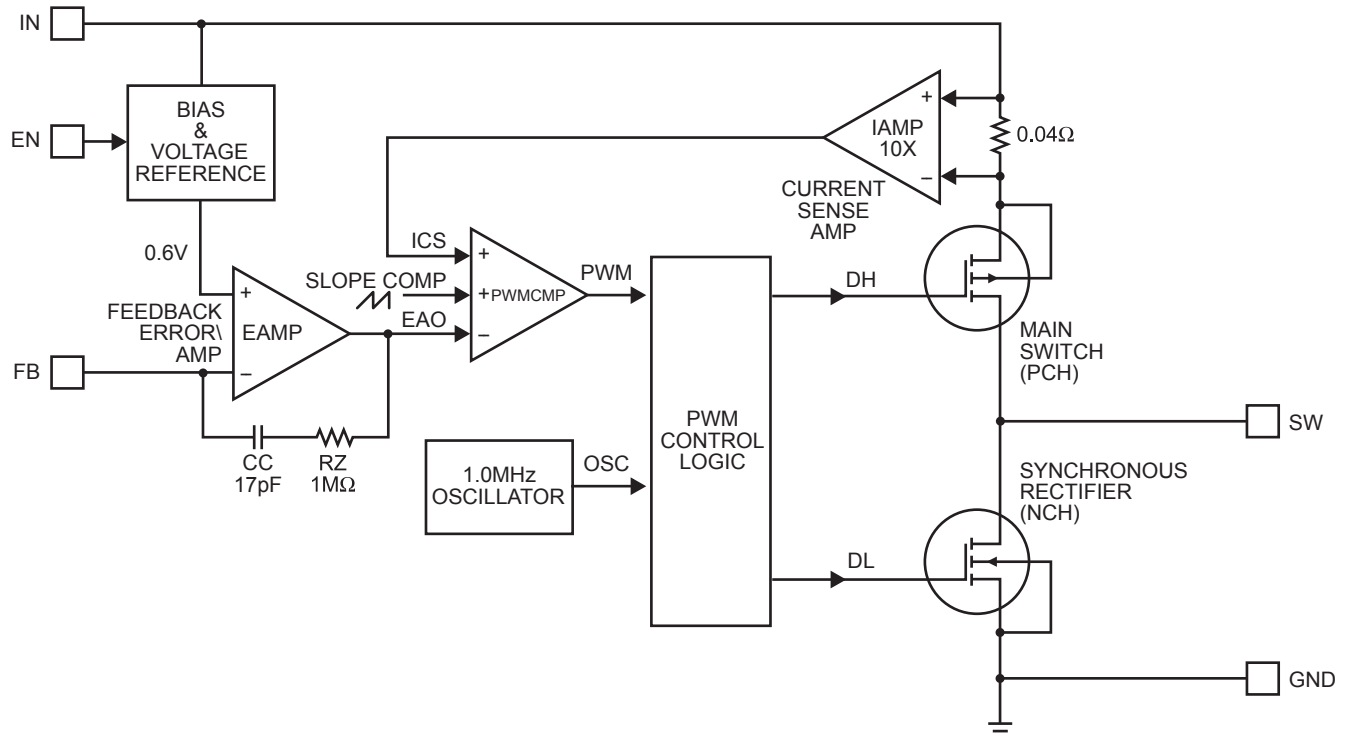 IN
EN
BIAS
&
VOLTAGE
REFERENCE
0.6V
FEEDBACK
ERROR\
AMP
+
EAMP
–
FB
CC
17pF
RZ
1MΩ
ICS
SLOPE COMP
EAO
+
+PWMCMP
–
PWM
1.0MHz
OSCILLATOR
OSC
PWM
CONTROL
LOGIC
+
IAMP
10X
–
CURRENT
SENSE
AMP
0.04Ω
DH
MAIN
SWITCH
(PCH)
SW
SYNCHRONOUS
RECTIFIER
(NCH)
DL
GND